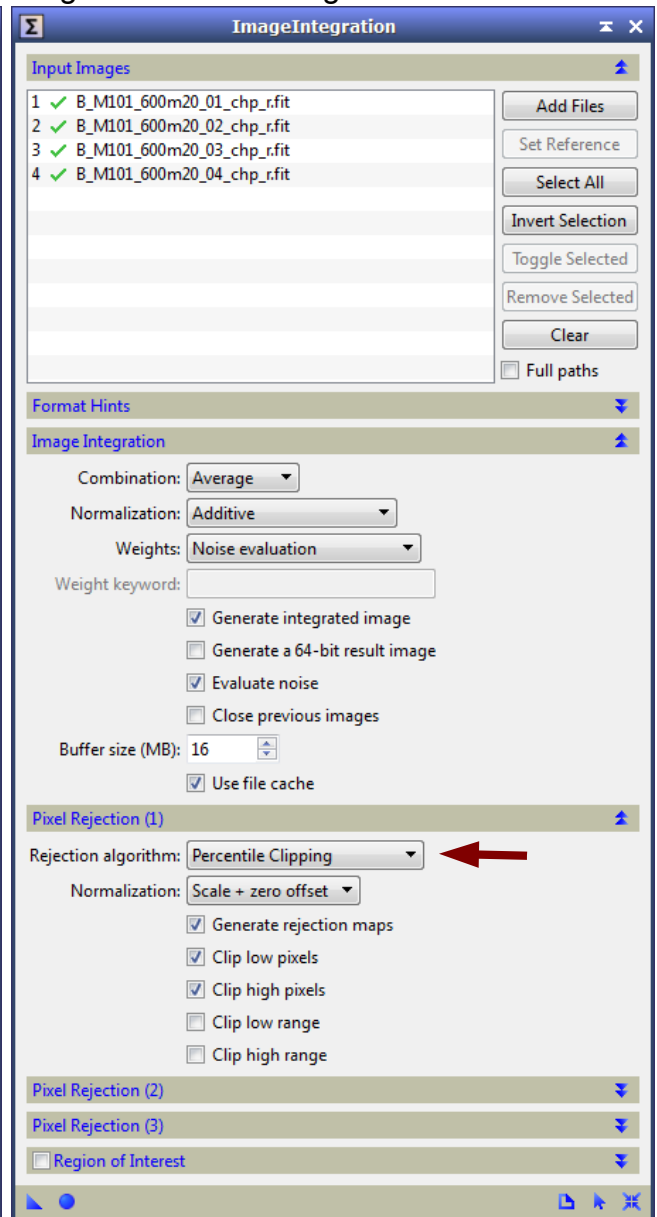 ImageIntegration
Input Images
1 B_M101_600m20_01_chp_r.fit
2 B_M101_600m20_02_chp_r.fit
3 B_M101_600m20_03_chp_r.fit
4 B_M101_600m20_04_chp_r.fit
Add Files
Set Reference
Select All
Invert Selection
Toggle Selected
Remove Selected
Clear
Full paths
Format Hints
Image Integration
Combination: Average
Normalization: Additive
Weights: Noise evaluation
Weight keyword:
Generate integrated image
Generate a 64-bit result image
Evaluate noise
Close previous images
Buffer size (MB): 16
Use file cache
Pixel Rejection (1)
Rejection algorithm: Percentile Clipping
Normalization: Scale + zero offset
Generate rejection maps
Clip low pixels
Clip high pixels
Clip low range
Clip high range
Pixel Rejection (2)
Pixel Rejection (3)
Region of Interest